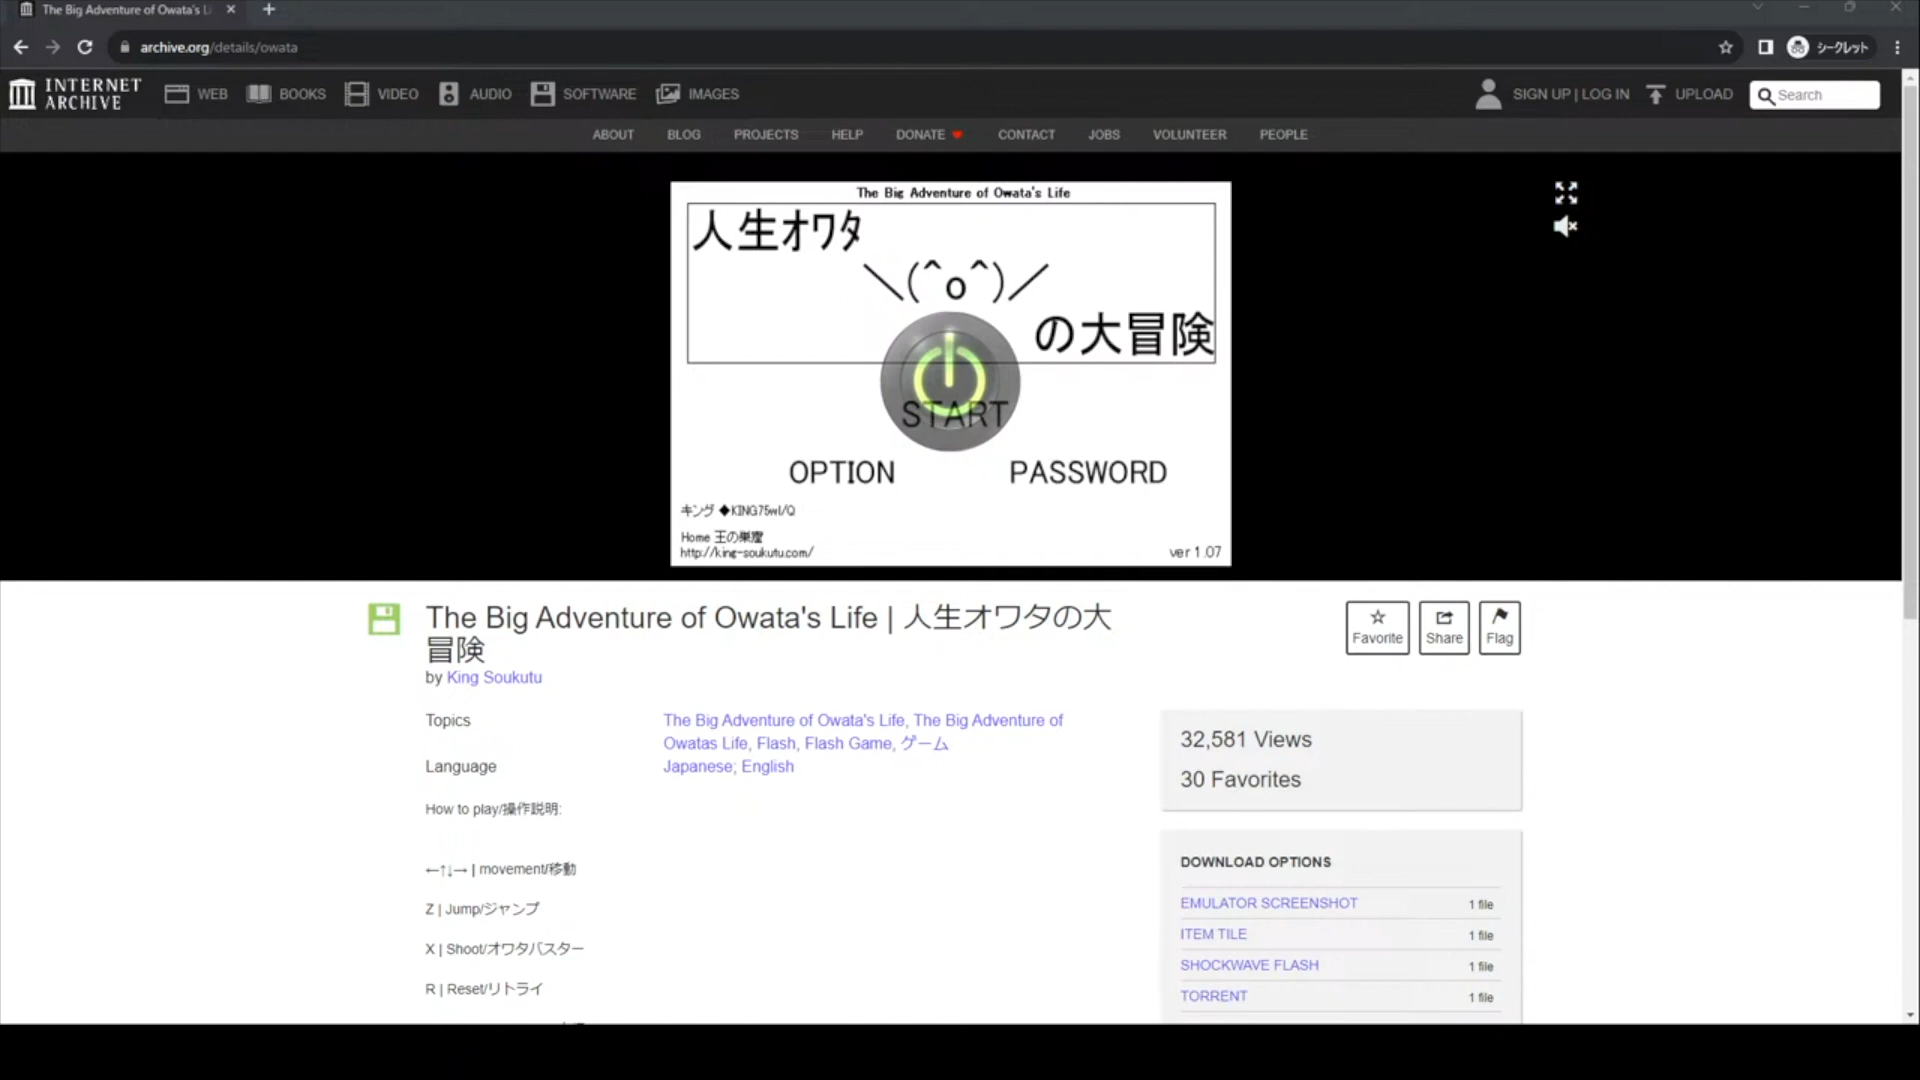 The Big Adventure of Owata's Li
archive.org/details/owata
シークレット
INTERNET ARCHIVE
WEB
BOOKS
VIDEO
AUDIO
SOFTWARE
IMAGES
SIGN UP | LOG IN
UPLOAD
Search
ABOUT
BLOG
PROJECTS
HELP
DONATE
CONTACT
JOBS
VOLUNTEER
PEOPLE
The Big Adventure of Owata's Life
人生オワタ
＼(^o^)／
の大冒険
START
OPTION
PASSWORD
キング ◆KING75wI/Q
Home 王の巣窟
http://king-soukutu.com/
ver 1.07
The Big Adventure of Owata's Life | 人生オワタの大
冒険
by King Soukutu
Favorite
Share
Flag
Topics
The Big Adventure of Owata's Life, The Big Adventure of
Owatas Life, Flash, Flash Game, ゲーム
Language
Japanese; English
How to play/操作説明:
←↑↓→ | movement/移動
Z | Jump/ジャンプ
X | Shoot/オワタバスター
R | Reset/リトライ
32,581 Views
30 Favorites
DOWNLOAD OPTIONS
EMULATOR SCREENSHOT 1 file
ITEM TILE 1 file
SHOCKWAVE FLASH 1 file
TORRENT 1 file